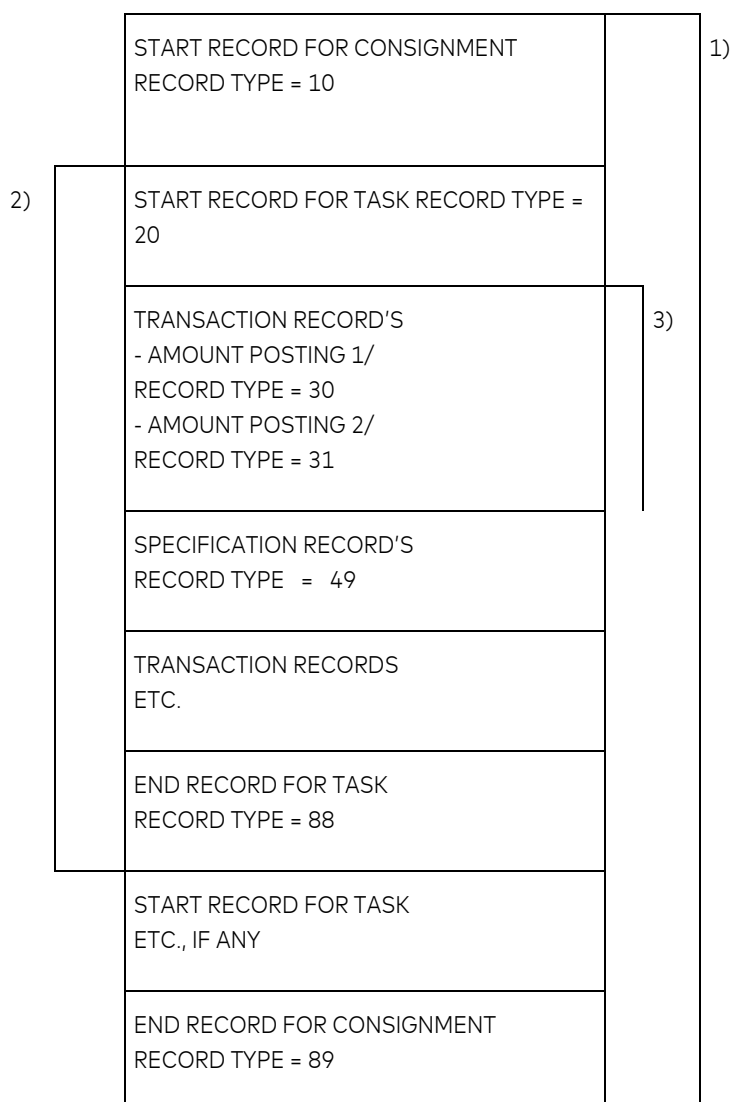 START RECORD FOR CONSIGNMENT
RECORD TYPE = 10
1)
2)
START RECORD FOR TASK RECORD TYPE =
20
TRANSACTION RECORD’S
- AMOUNT POSTING 1/
RECORD TYPE = 30
- AMOUNT POSTING 2/
RECORD TYPE = 31
3)
SPECIFICATION RECORD’S
RECORD TYPE = 49
TRANSACTION RECORDS
ETC.
END RECORD FOR TASK
RECORD TYPE = 88
START RECORD FOR TASK
ETC., IF ANY
END RECORD FOR CONSIGNMENT
RECORD TYPE = 89